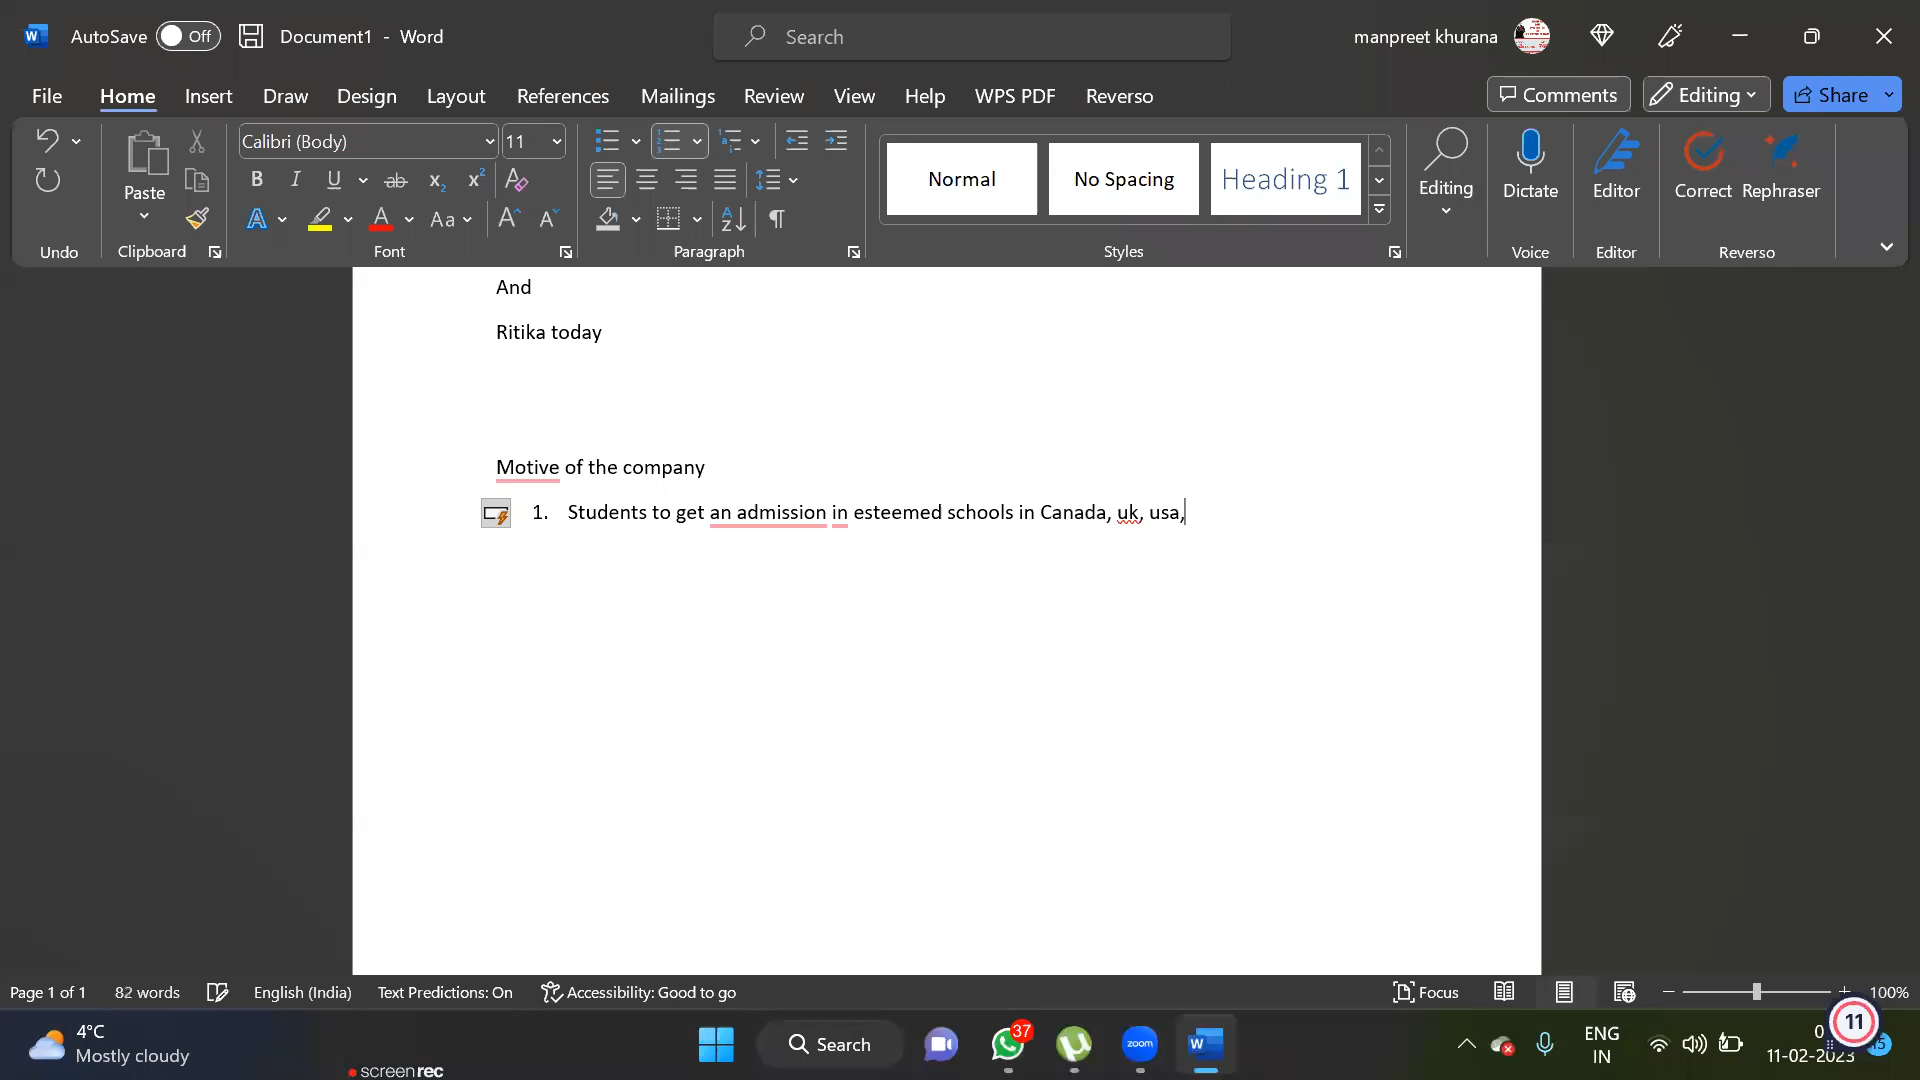 AutoSave Off Document1 - Word Search manpreet khurana
File Home Insert Draw Design Layout References Mailings Review View Help WPS PDF Reverso Comments Editing Share
Calibri (Body) 11
Paste
Normal No Spacing Heading 1
Editing Dictate Editor Correct Rephraser
Undo Clipboard Font Paragraph Styles Voice Editor Reverso
And
Ritika today
Motive of the company
1. Students to get an admission in esteemed schools in Canada, uk, usa,
Page 1 of 1 82 words English (India) Text Predictions: On Accessibility: Good to go Focus 100%
4°C
Mostly cloudy
Search
37
zoom
ENG
IN
11-02-2023
11
screenrec